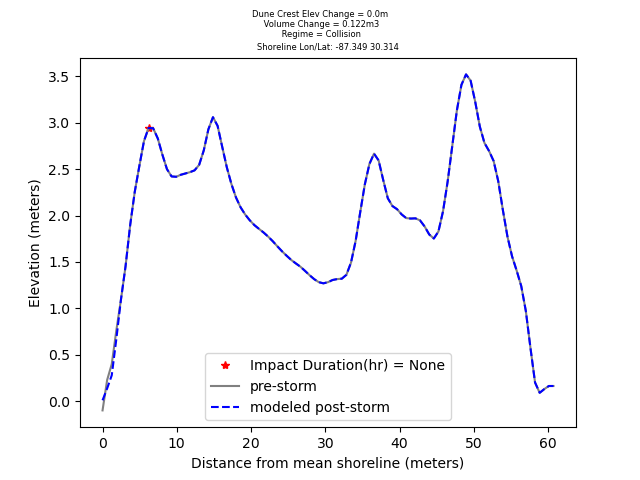 Dune Crest Elev Change = 0.0m
Volume Change = 0.122m3
Regime = Collision
Shoreline Lon/Lat: -87.349 30.314
3.5
3.0
2.5
2.0
1.5
1.0
0.5
0.0
Elevation (meters)
Impact Duration(hr) = None
pre-storm
modeled post-storm
0 10 20 30 40 50 60
Distance from mean shoreline (meters)